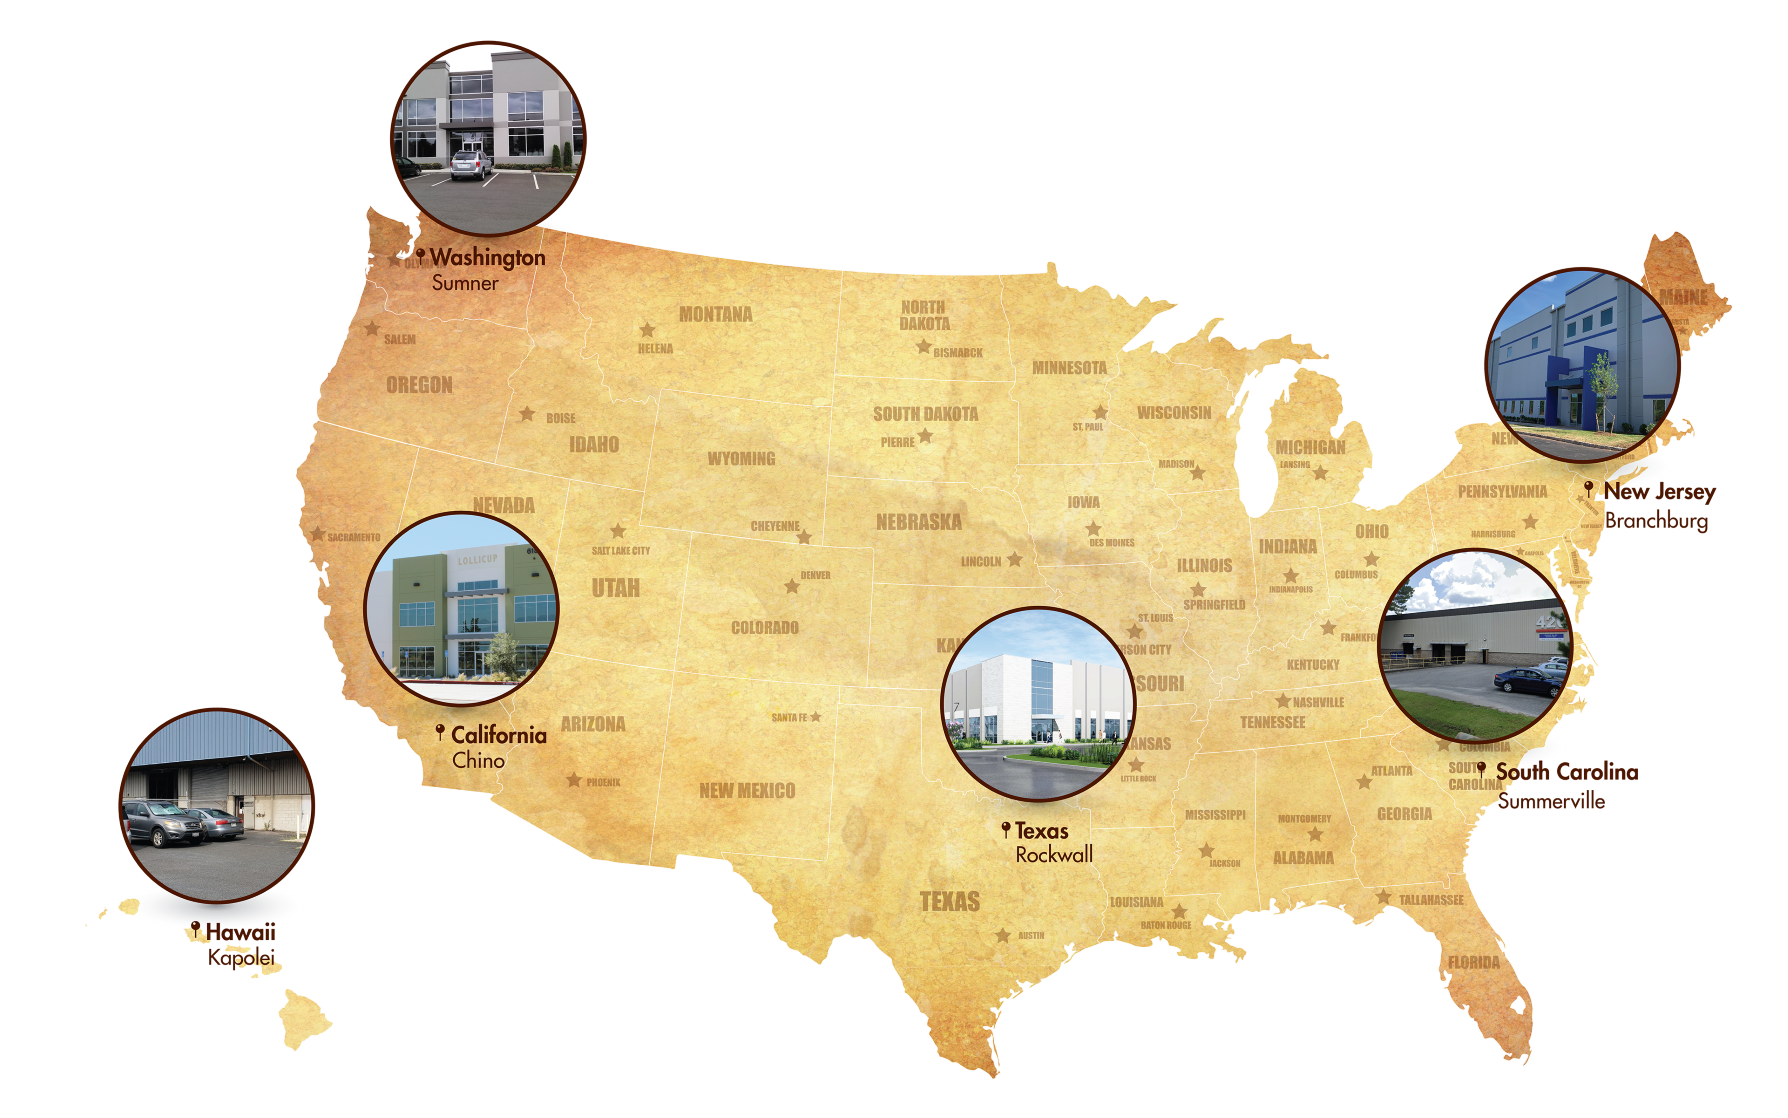 Washington
Sumner
SALEM
OREGON
MONTANA
HELENA
NORTH
DAKOTA
BISMARCK
MINNESOTA
ST. PAUL
WISCONSIN
MADISON
MICHIGAN
LANSING
MAINE
BOISE
IDAHO
WYOMING
SOUTH DAKOTA
PIERRE
NEW
New Jersey
Branchburg
PENNSYLVANIA
HARRISBURG
NEVADA
SACRAMENTO
SALT LAKE CITY
UTAH
CHEYENNE
NEBRASKA
LINCOLN
IOWA
DES MOINES
ILLINOIS
SPRINGFIELD
INDIANA
INDIANAPOLIS
OHIO
COLUMBUS
LOLLICUP
DENVER
COLORADO
KAN
ST. LOUIS
RSON CITY
SOURI
FRANKFO
KENTUCKY
NASHVILLE
TENNESSEE
420
California
Chino
ARIZONA
PHOENIX
SANTA FE
NEW MEXICO
KANSAS
LITTLE ROCK
COLUMBIA
SOUTH
CAROLINA
South Carolina
Summerville
ATLANTA
GEORGIA
MISSISSIPPI
JACKSON
MONTGOMERY
ALABAMA
Texas
Rockwall
TEXAS
AUSTIN
LOUISIANA
BATON ROUGE
TALLAHASSEE
FLORIDA
Hawaii
Kapolei